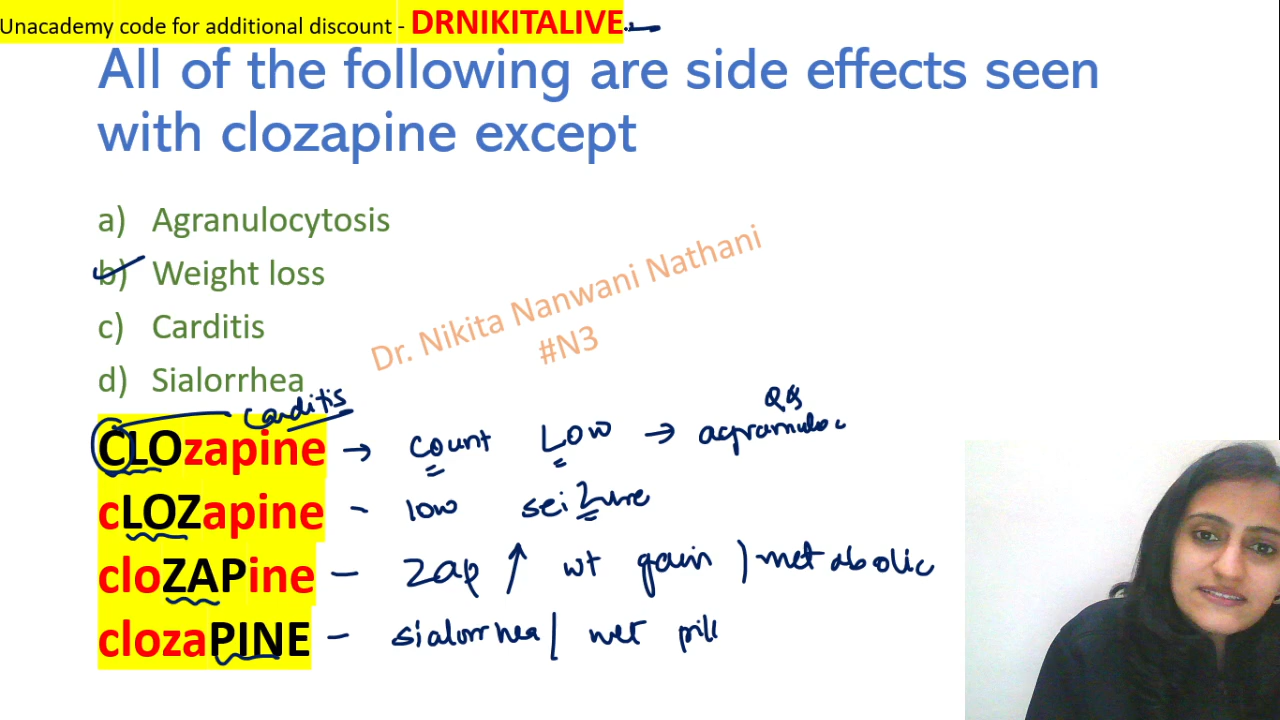 Unacademy code for additional discount - DRNIKITALIVE.
All of the following are side effects seen
with clozapine except
a) Agranulocytosis
b) Weight loss
c) Carditis
d) Sialorrhea
Dr. Nikita Nanwani Nathani
#N3
carditis
CLOzapine → count Low → agranuloc
cLOZapine - low seizure
cloZAPine - zap ↑ wt gain / metabolic
clozaPINE - sialorrhea /